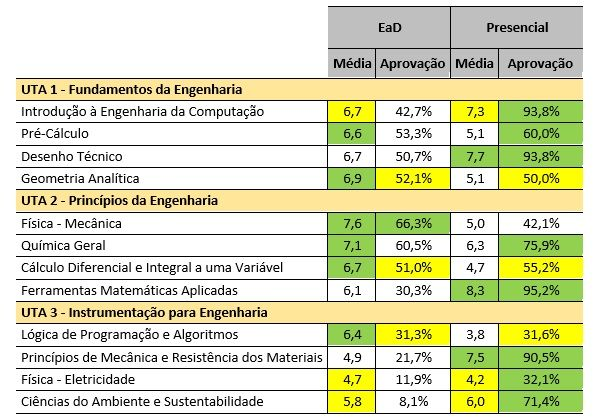 EaD Presencial
Média Aprovação Média Aprovação
UTA 1 - Fundamentos da Engenharia
Introdução à Engenharia da Computação 6,7 42,7% 7,3 93,8%
Pré-Cálculo 6,6 53,3% 5,1 60,0%
Desenho Técnico 6,7 50,7% 7,7 93,8%
Geometria Analítica 6,9 52,1% 5,1 50,0%
UTA 2 - Princípios da Engenharia
Física - Mecânica 7,6 66,3% 5,0 42,1%
Química Geral 7,1 60,5% 6,3 75,9%
Cálculo Diferencial e Integral a uma Variável 6,7 51,0% 4,7 55,2%
Ferramentas Matemáticas Aplicadas 6,1 30,3% 8,3 95,2%
UTA 3 - Instrumentação para Engenharia
Lógica de Programação e Algoritmos 6,4 31,3% 3,8 31,6%
Princípios de Mecânica e Resistência dos Materiais 4,9 21,7% 7,5 90,5%
Física - Eletricidade 4,7 11,9% 4,2 32,1%
Ciências do Ambiente e Sustentabilidade 5,8 8,1% 6,0 71,4%